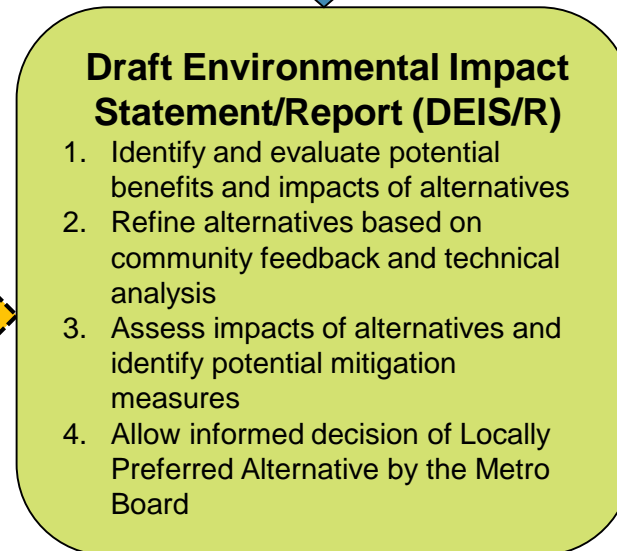 Draft Environmental Impact
Statement/Report (DEIS/R)
1. Identify and evaluate potential
benefits and impacts of alternatives
2. Refine alternatives based on
community feedback and technical
analysis
3. Assess impacts of alternatives and
identify potential mitigation
measures
4. Allow informed decision of Locally
Preferred Alternative by the Metro
Board